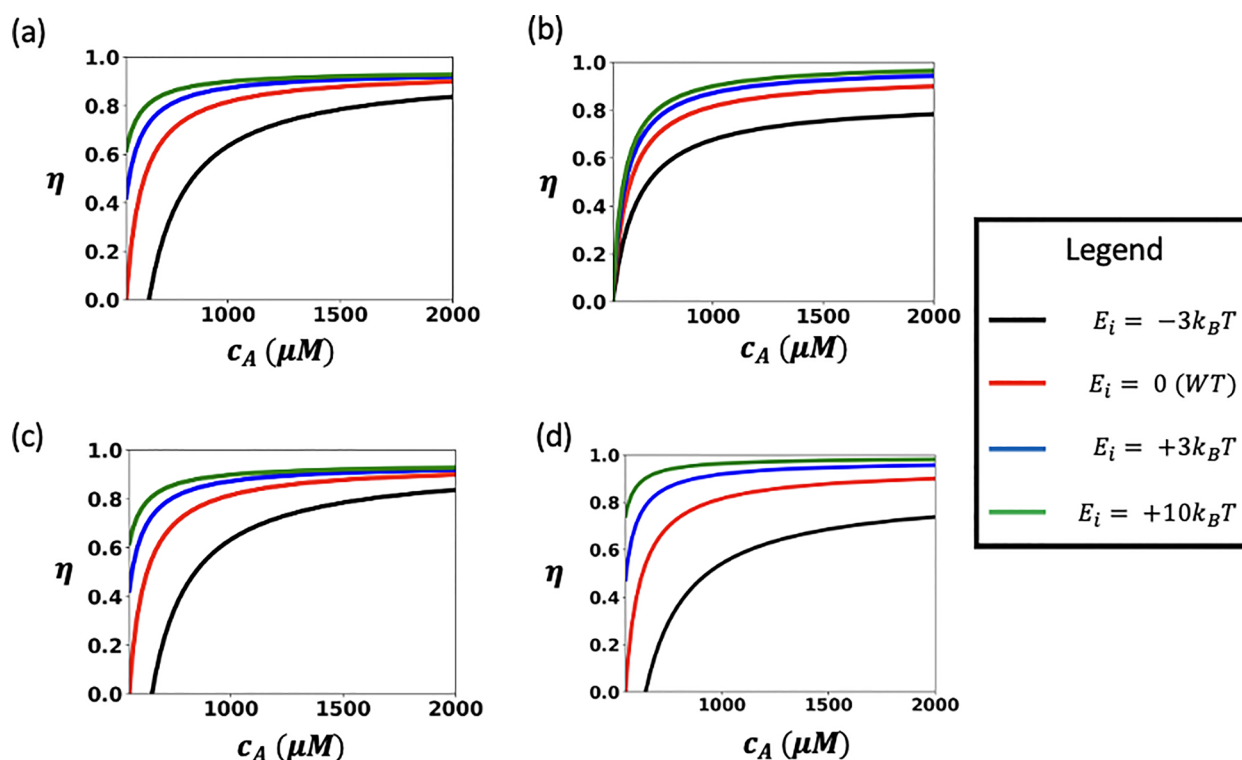 (a)
1.0
0.8
0.6
0.4
0.2
0.0
η
1000 1500 2000
c_A (μM)
(b)
1.0
0.8
0.6
0.4
0.2
0.0
η
1000 1500 2000
c_A (μM)
Legend
E_i = −3k_BT
E_i = 0 (WT)
E_i = +3k_BT
E_i = +10k_BT
(c)
1.0
0.8
0.6
0.4
0.2
0.0
η
1000 1500 2000
c_A (μM)
(d)
1.0
0.8
0.6
0.4
0.2
0.0
η
1000 1500 2000
c_A (μM)